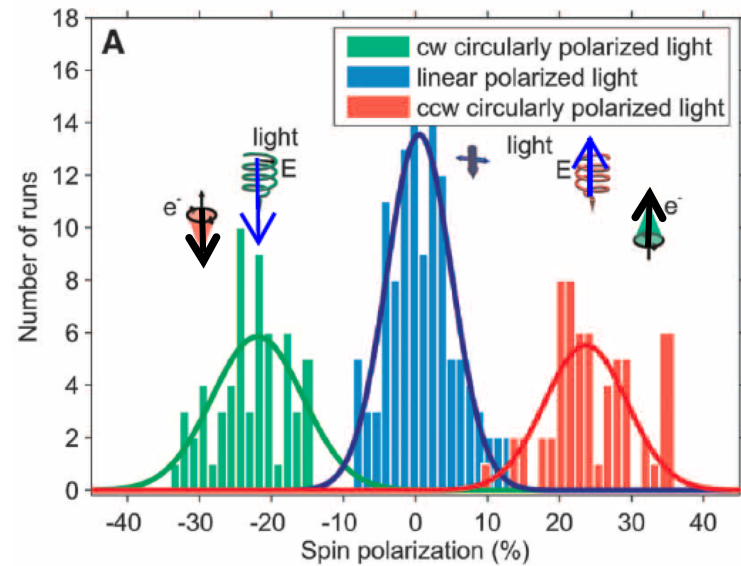 A
18
16
14
12
10
8
6
4
2
0
Number of runs
cw circularly polarized light
linear polarized light
ccw circularly polarized light
light
E
e-
light
E
e-
-40 -30 -20 -10 0 10 20 30 40
Spin polarization (%)